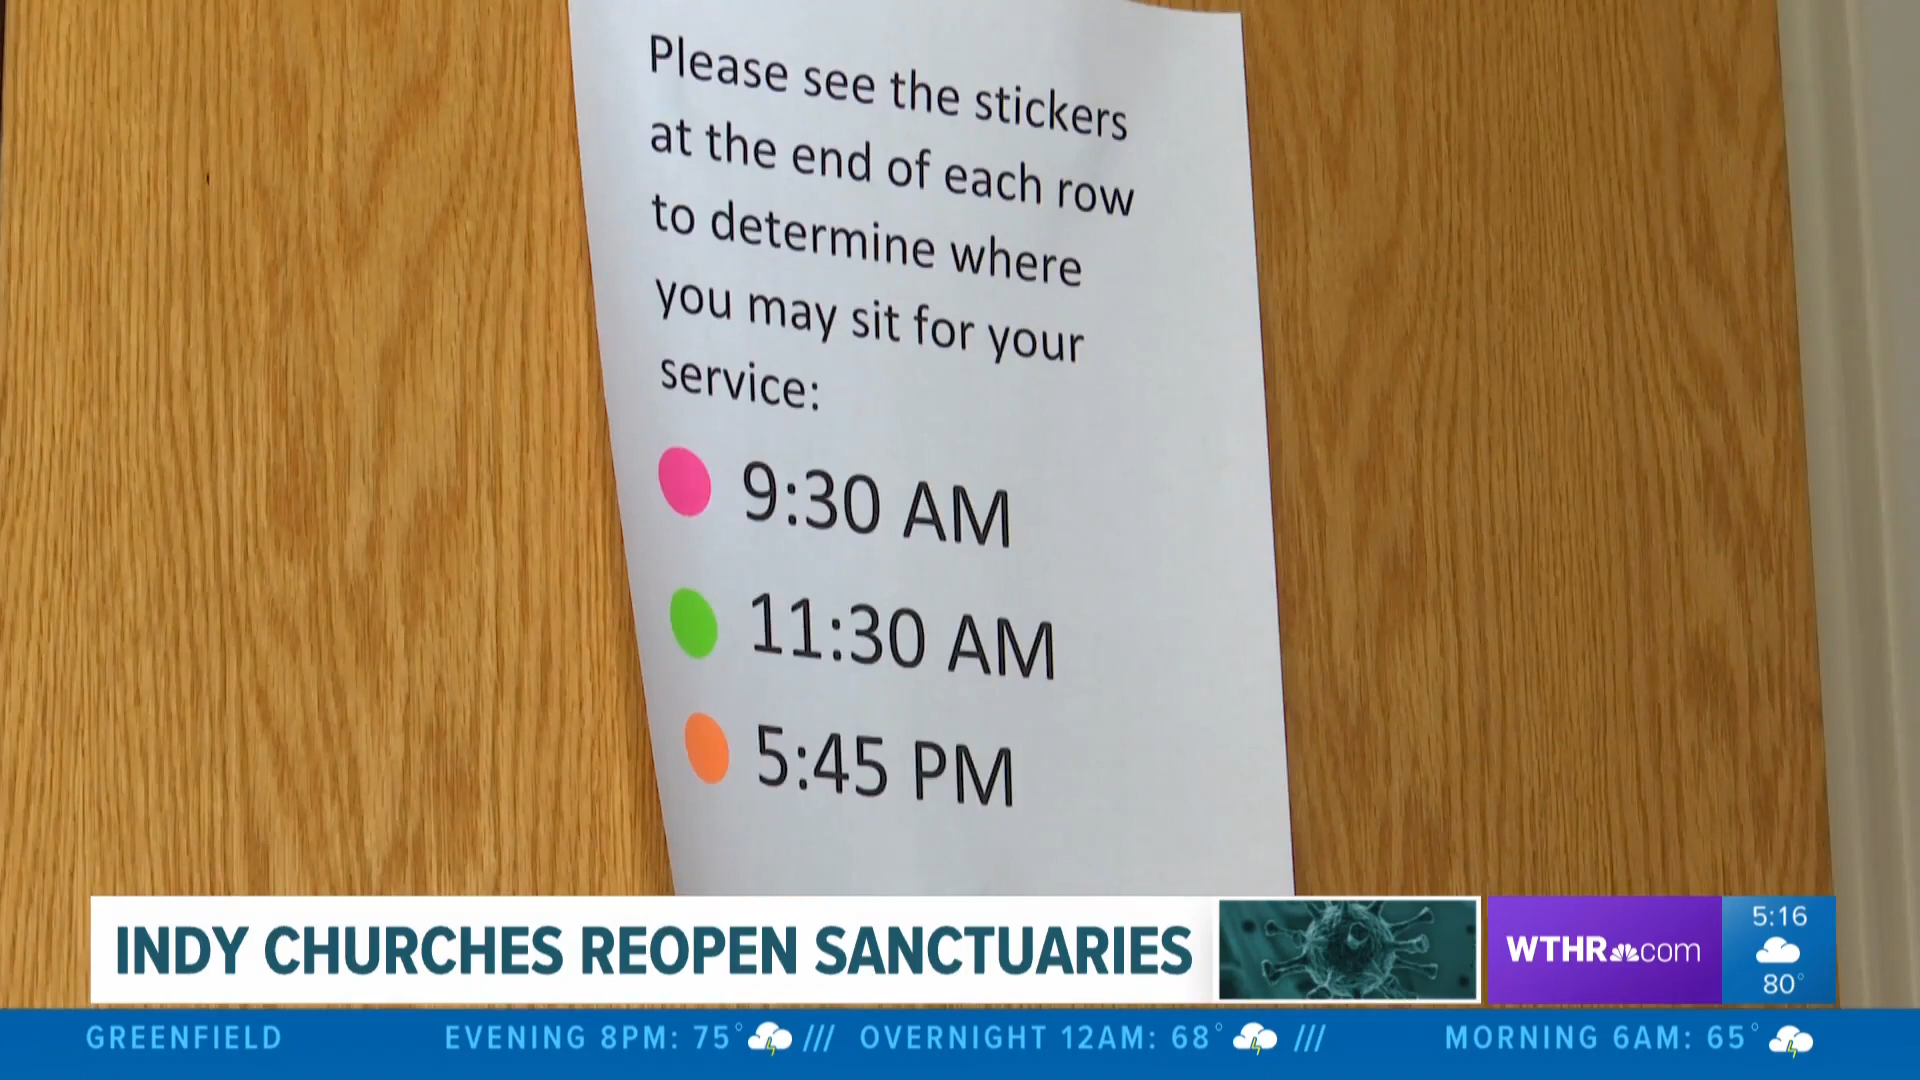 Please see the stickers
at the end of each row
to determine where
you may sit for your
service:
9:30 AM
11:30 AM
5:45 PM
INDY CHURCHES REOPEN SANCTUARIES
WTHR.com
5:16
80°
GREENFIELD EVENING 8PM: 75° /// OVERNIGHT 12AM: 68° /// MORNING 6AM: 65°